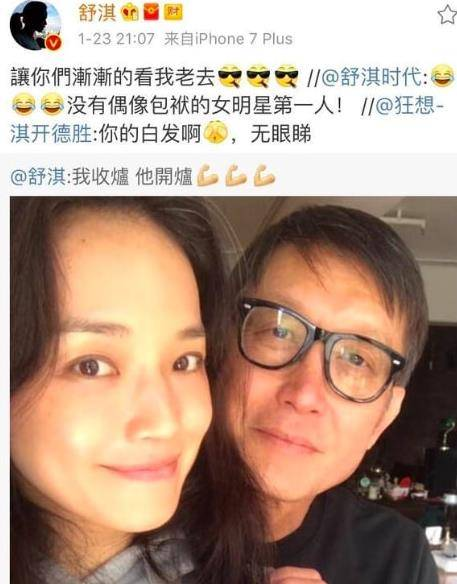 舒淇 财
1-23 21:07 来自iPhone 7 Plus
讓你們漸漸的看我老去😎😎😎 //@舒淇时代:😂
😂😂没有偶像包袱的女明星第一人！ //@狂想-
淇开德胜:你的白发啊🫣，无眼睇
@舒淇:我收爐 他開爐💪💪💪